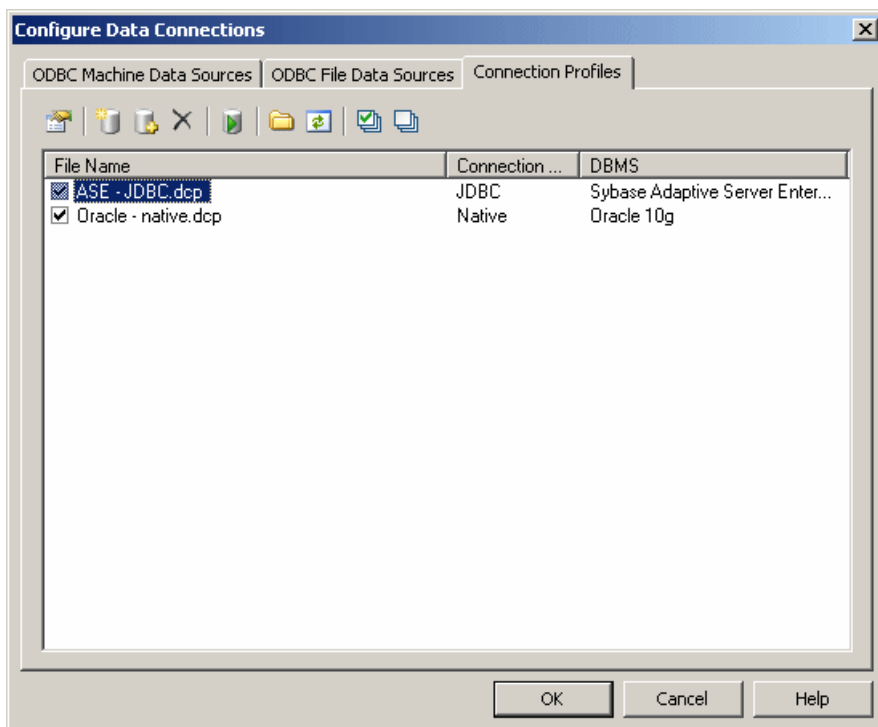 Configure Data Connections
ODBC Machine Data Sources ODBC File Data Sources Connection Profiles
File Name Connection ... DBMS
ASE - JDBC.dcp JDBC Sybase Adaptive Server Enter...
Oracle - native.dcp Native Oracle 10g
OK Cancel Help